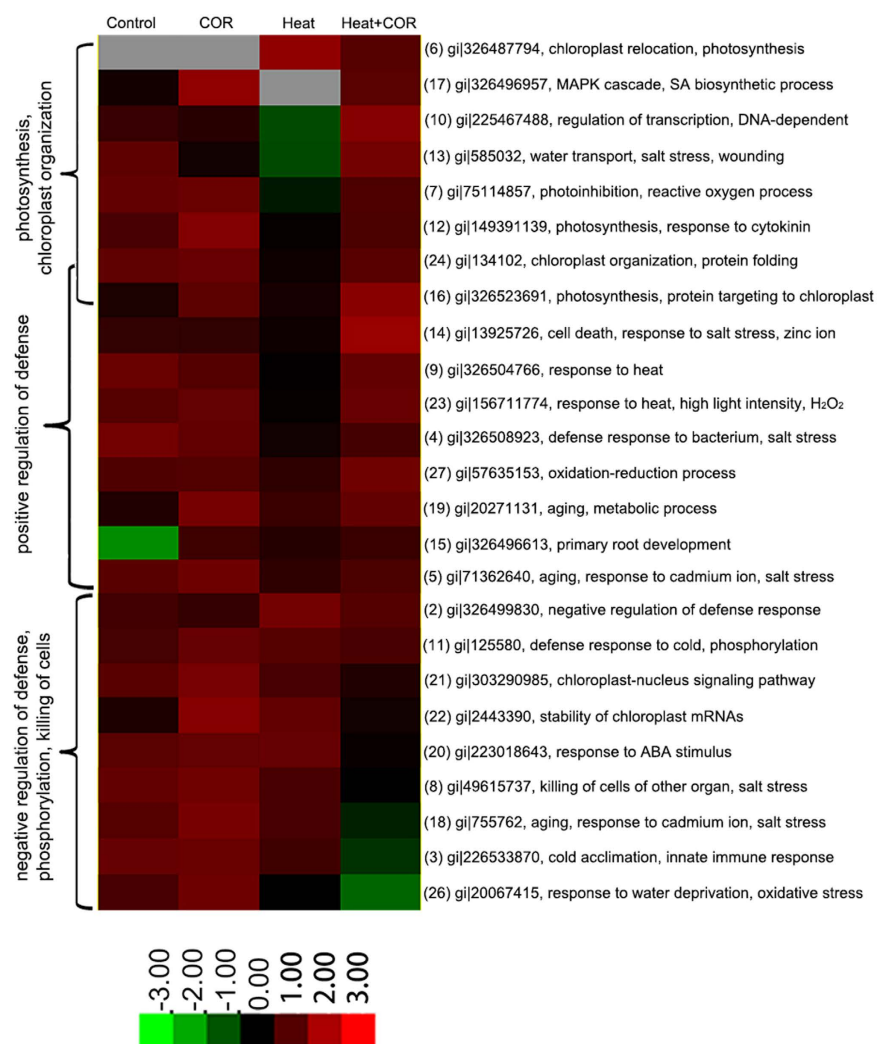 Control COR Heat Heat+COR
photosynthesis,
chloroplast organization
positive regulation of defense
negative regulation of defense,
phosphorylation, killing of cells
(6) gi|326487794, chloroplast relocation, photosynthesis
(17) gi|326496957, MAPK cascade, SA biosynthetic process
(10) gi|225467488, regulation of transcription, DNA-dependent
(13) gi|585032, water transport, salt stress, wounding
(7) gi|75114857, photoinhibition, reactive oxygen process
(12) gi|149391139, photosynthesis, response to cytokinin
(24) gi|134102, chloroplast organization, protein folding
(16) gi|326523691, photosynthesis, protein targeting to chloroplast
(14) gi|13925726, cell death, response to salt stress, zinc ion
(9) gi|326504766, response to heat
(23) gi|156711774, response to heat, high light intensity, H₂O₂
(4) gi|326508923, defense response to bacterium, salt stress
(27) gi|57635153, oxidation-reduction process
(19) gi|20271131, aging, metabolic process
(15) gi|326496613, primary root development
(5) gi|71362640, aging, response to cadmium ion, salt stress
(2) gi|326499830, negative regulation of defense response
(11) gi|125580, defense response to cold, phosphorylation
(21) gi|303290985, chloroplast-nucleus signaling pathway
(22) gi|2443390, stability of chloroplast mRNAs
(20) gi|223018643, response to ABA stimulus
(8) gi|49615737, killing of cells of other organ, salt stress
(18) gi|755762, aging, response to cadmium ion, salt stress
(3) gi|226533870, cold acclimation, innate immune response
(26) gi|20067415, response to water deprivation, oxidative stress
-3.00
-2.00
-1.00
0.00
1.00
2.00
3.00